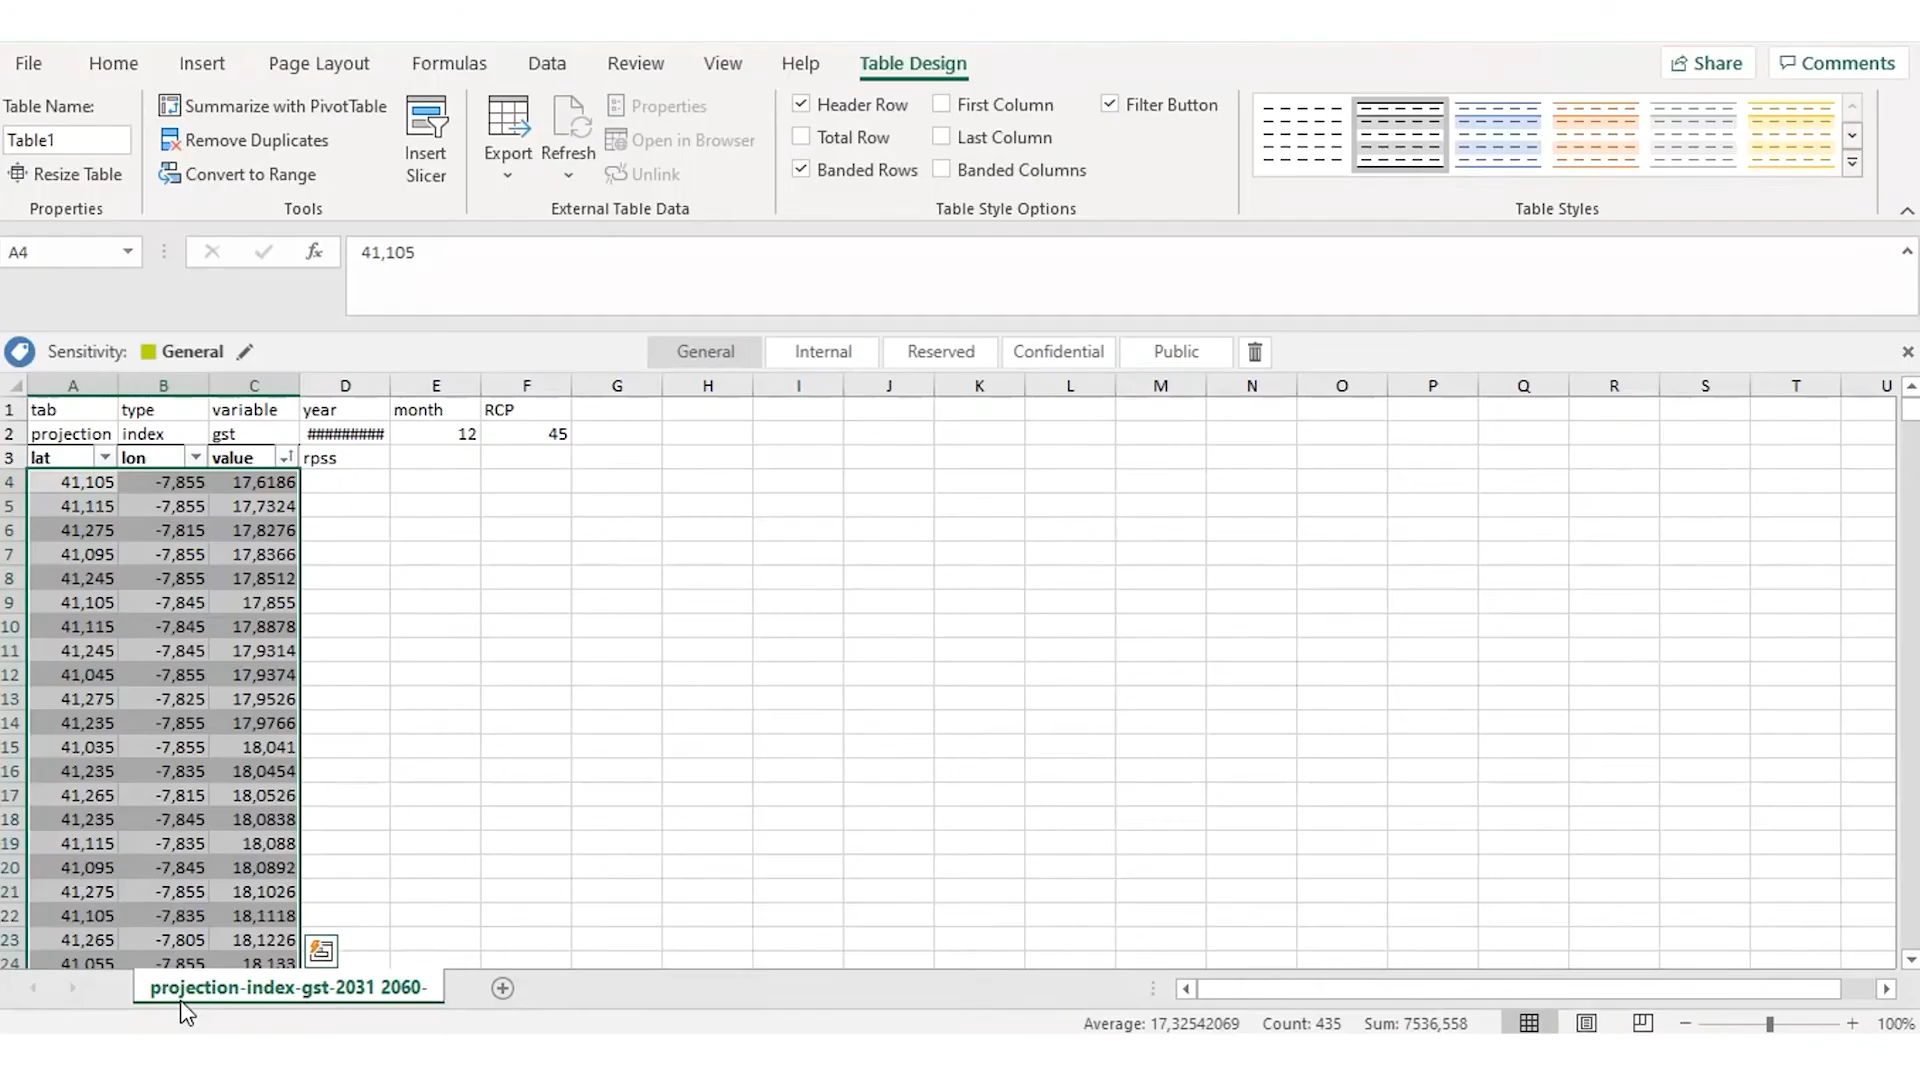 File Home Insert Page Layout Formulas Data Review View Help Table Design Share Comments
Table Name: Summarize with PivotTable Properties Header Row First Column Filter Button
Table1 Remove Duplicates Open in Browser Total Row Last Column
Resize Table Convert to Range Insert Slicer Export Refresh Unlink Banded Rows Banded Columns
Properties Tools External Table Data Table Style Options Table Styles
A4 fx 41,105
Sensitivity: General General Internal Reserved Confidential Public
A B C D E F G H I J K L M N O P Q R S T U
1 tab type variable year month RCP
2 projection index gst ######### 12 45
3 lat lon value rpss
4 41,105 -7,855 17,6186
5 41,115 -7,855 17,7324
6 41,275 -7,815 17,8276
7 41,095 -7,855 17,8366
8 41,245 -7,855 17,8512
9 41,105 -7,845 17,855
10 41,115 -7,845 17,8878
11 41,245 -7,845 17,9314
12 41,045 -7,855 17,9374
13 41,275 -7,825 17,9526
14 41,235 -7,855 17,9766
15 41,035 -7,855 18,041
16 41,235 -7,835 18,0454
17 41,265 -7,815 18,0526
18 41,235 -7,845 18,0838
19 41,115 -7,835 18,088
20 41,095 -7,845 18,0892
21 41,275 -7,855 18,1026
22 41,105 -7,835 18,1118
23 41,265 -7,805 18,1226
24 41,055 -7,855 18,133
projection-index-gst-2031 2060-
Average: 17,32542069 Count: 435 Sum: 7536,558 100%